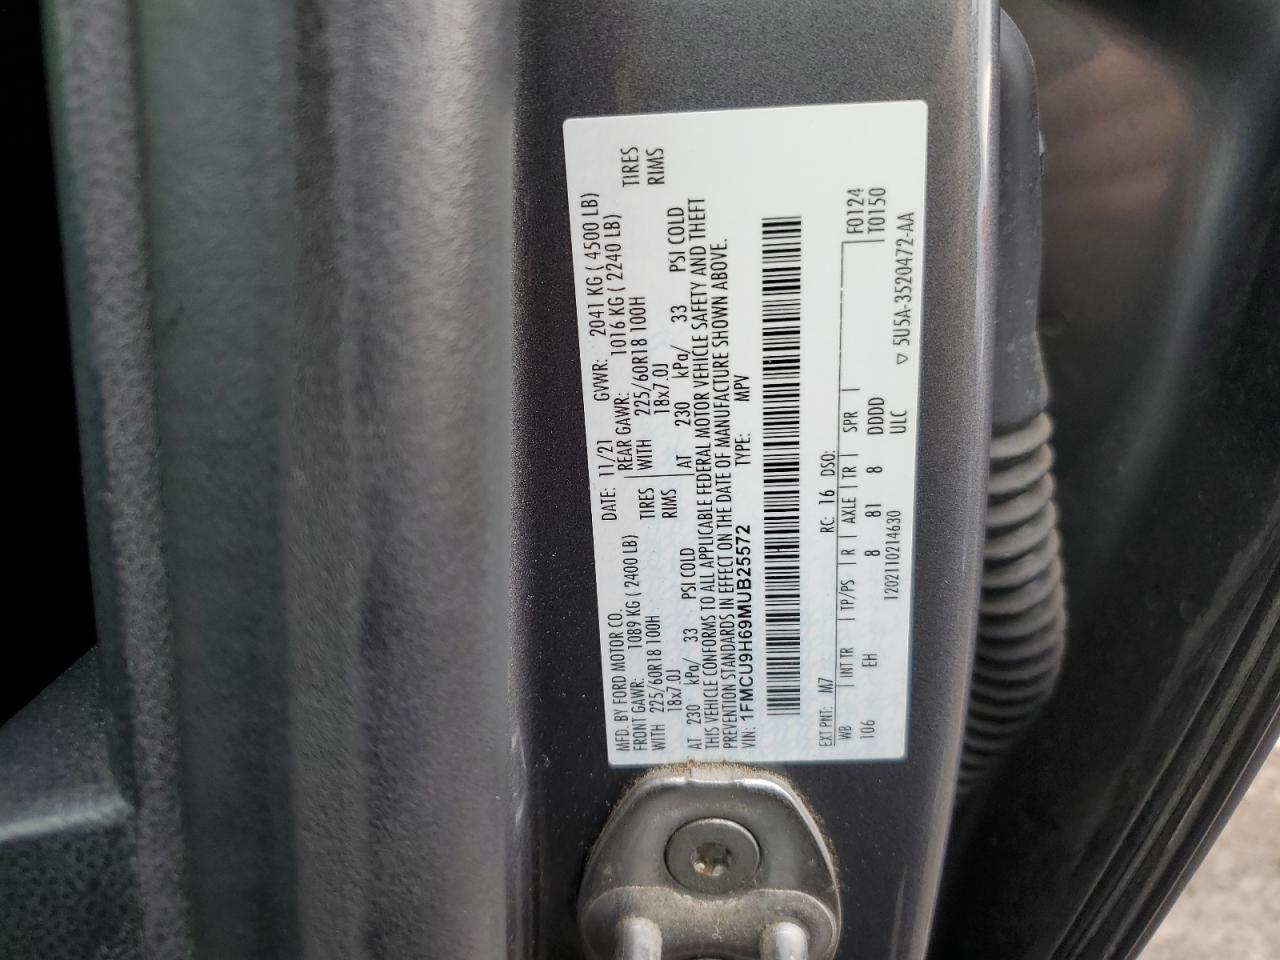 MFD. BY FORD MOTOR CO. DATE: 11/21 GVWR: 2041 KG ( 4500 LB)
FRONT GAWR: 1089 KG ( 2400 LB) REAR GAWR: 1016 KG ( 2240 LB)
WITH 225/60R18 100H TIRES WITH 225/60R18 100H TIRES
18x7.0J RIMS 18x7.0J RIMS
AT 230 kPa/ 33 PSI COLD AT 230 kPa/ 33 PSI COLD
THIS VEHICLE CONFORMS TO ALL APPLICABLE FEDERAL MOTOR VEHICLE SAFETY AND THEFT
PREVENTION STANDARDS IN EFFECT ON THE DATE OF MANUFACTURE SHOWN ABOVE.
VIN: 1FMCU9H69MUB25572 TYPE: MPV
EXT PNT: M7 RC: 16 DSO: F0124
WB INT TR TP/PS R AXLE TR SPR T0150
106 EH 8 81 8 DDDD
1202110214630 ULC ▽ 5U5A-3520472-AA